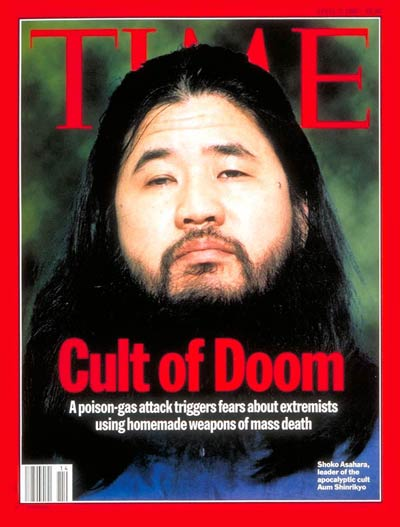 TIME
Cult of Doom
A poison-gas attack triggers fears about extremists
using homemade weapons of mass death
Shoko Asahara,
leader of the
apocalyptic cult
Aum Shinrikyo
14